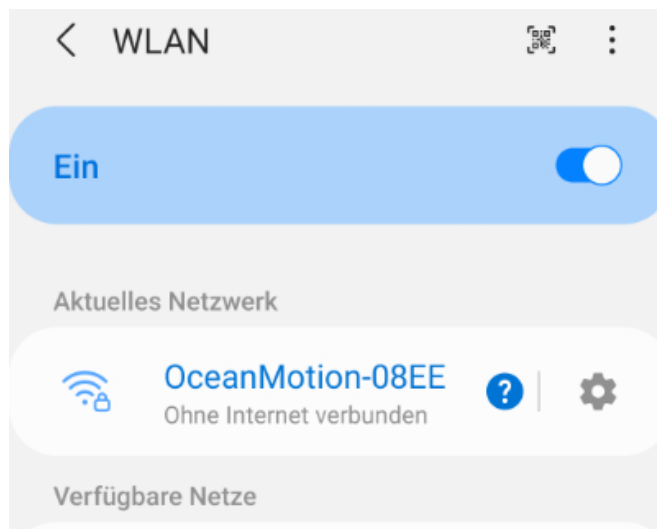 WLAN
Ein
Aktuelles Netzwerk
OceanMotion-08EE
Ohne Internet verbunden
?
Verfügbare Netze